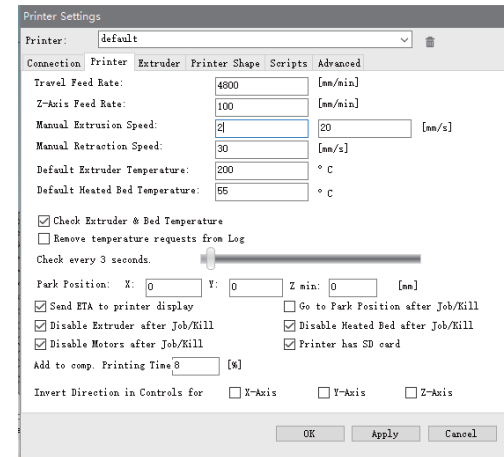 Printer Settings
Printer: default
Connection Printer Extruder Printer Shape Scripts Advanced
Travel Feed Rate: 4800 [mm/min]
Z-Axis Feed Rate: 100 [mm/min]
Manual Extrusion Speed: 2 20 [mm/s]
Manual Retraction Speed: 30 [mm/s]
Default Extruder Temperature: 200 ° C
Default Heated Bed Temperature: 55 ° C
Check Extruder & Bed Temperature
Remove temperature requests from Log
Check every 3 seconds.
Park Position: X: 0 Y: 0 Z min: 0 [mm]
Send ETA to printer display Go to Park Position after Job/Kill
Disable Extruder after Job/Kill Disable Heated Bed after Job/Kill
Disable Motors after Job/Kill Printer has SD card
Add to comp. Printing Time 8 [%]
Invert Direction in Controls for X-Axis Y-Axis Z-Axis
OK Apply Cancel